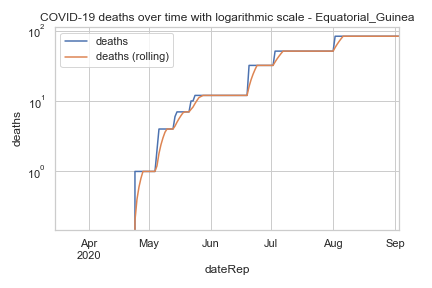 COVID-19 deaths over time with logarithmic scale - Equatorial_Guinea
deaths
deaths (rolling)
10²
10¹
10⁰
deaths
Apr
2020
May
Jun
Jul
Aug
Sep
dateRep